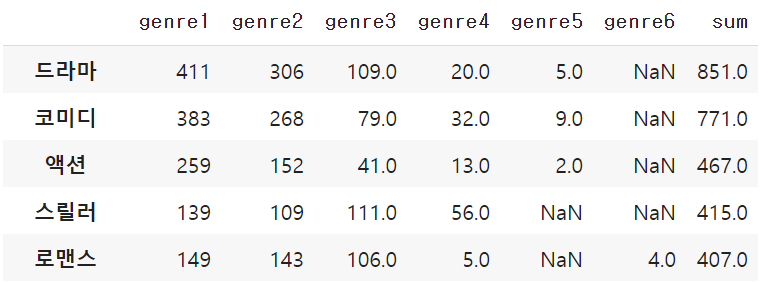 genre1 genre2 genre3 genre4 genre5 genre6 sum
드라마 411 306 109.0 20.0 5.0 NaN 851.0
코미디 383 268 79.0 32.0 9.0 NaN 771.0
액션 259 152 41.0 13.0 2.0 NaN 467.0
스릴러 139 109 111.0 56.0 NaN NaN 415.0
로맨스 149 143 106.0 5.0 NaN 4.0 407.0